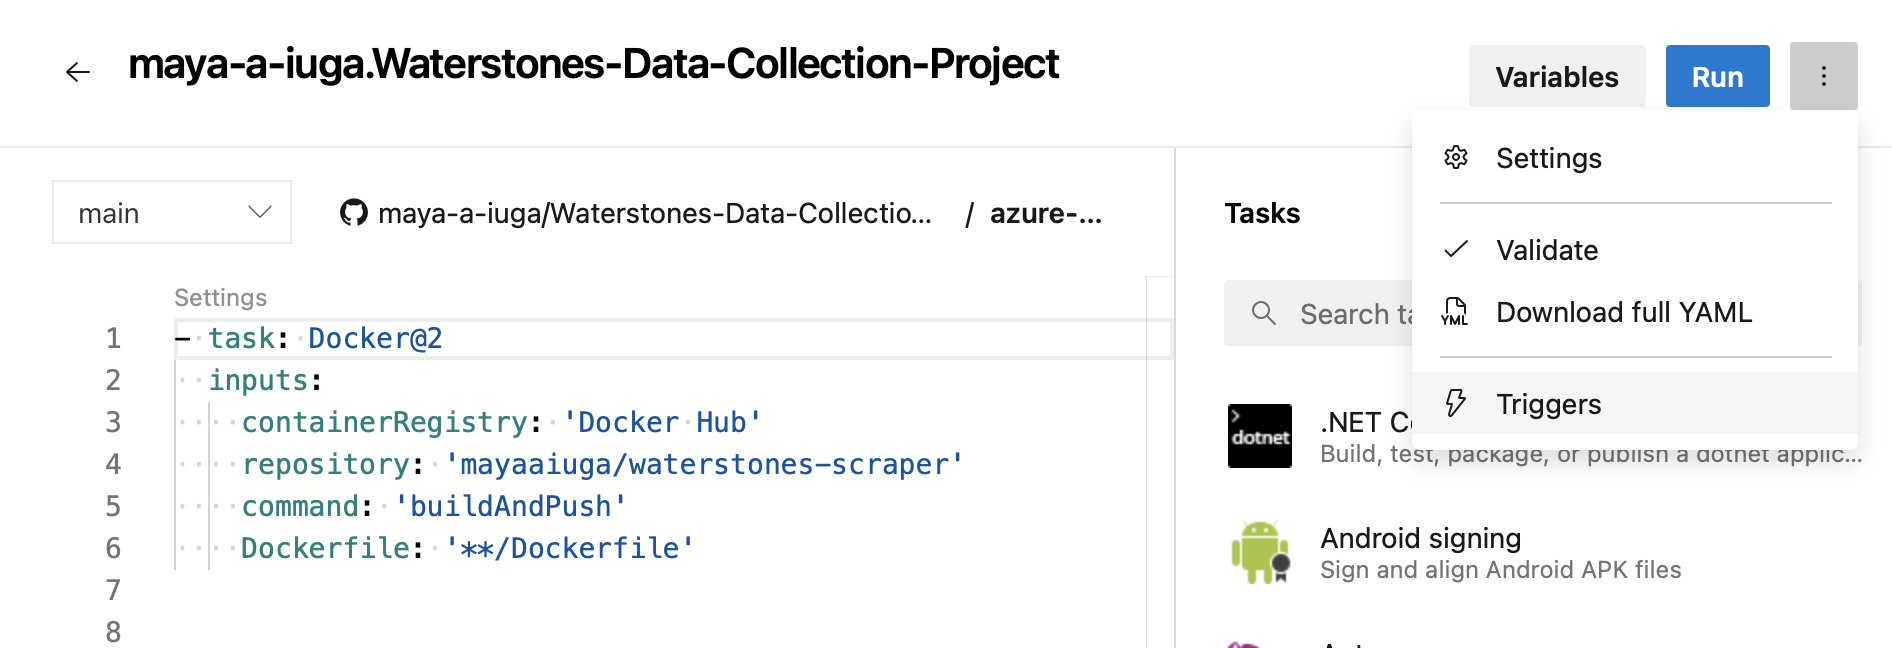 maya-a-iuga.Waterstones-Data-Collection-Project
Variables
Run
Settings
Validate
YML Download full YAML
Triggers
main
maya-a-iuga/Waterstones-Data-Collectio... / azure-...
Settings
1 - task: Docker@2
2 inputs:
3 containerRegistry: 'Docker Hub'
4 repository: 'mayaaiuga/waterstones-scraper'
5 command: 'buildAndPush'
6 Dockerfile: '**/Dockerfile'
7
8
Tasks
Search ta
dotnet
.NET Co
Build, test, package, or publish a dotnet applic...
Android signing
Sign and align Android APK files